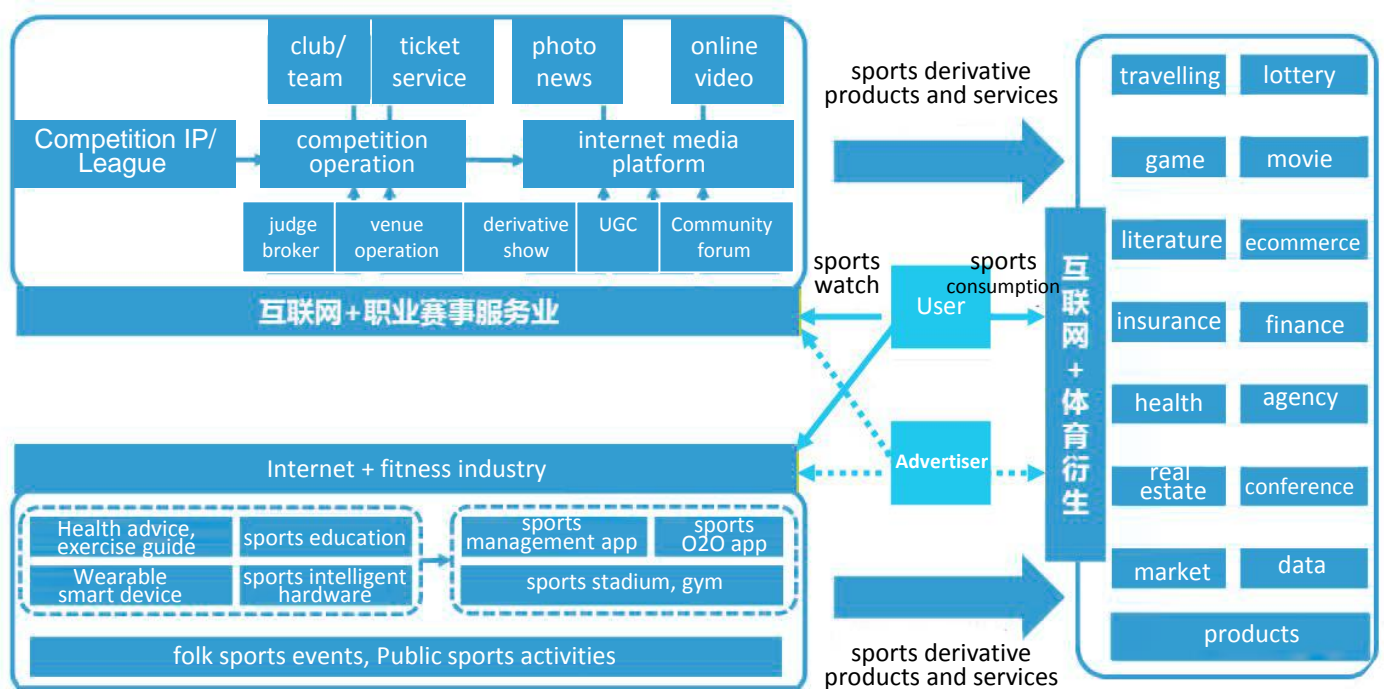 club/
team
ticket
service
photo
news
online
video
Competition IP/
League
competition
operation
internet media
platform
judge
broker
venue
operation
derivative
show
UGC
Community
forum
互联网+职业赛事服务业
sports derivative
products and services
sports
watch
User
sports
consumption
Advertiser
Internet + fitness industry
Health advice,
exercise guide
sports education
Wearable
smart device
sports intelligent
hardware
sports
management app
sports
O2O app
sports stadium, gym
folk sports events, Public sports activities
sports derivative
products and services
互联网+体育衍生
travelling
lottery
game
movie
literature
ecommerce
insurance
finance
health
agency
real
estate
conference
market
data
products